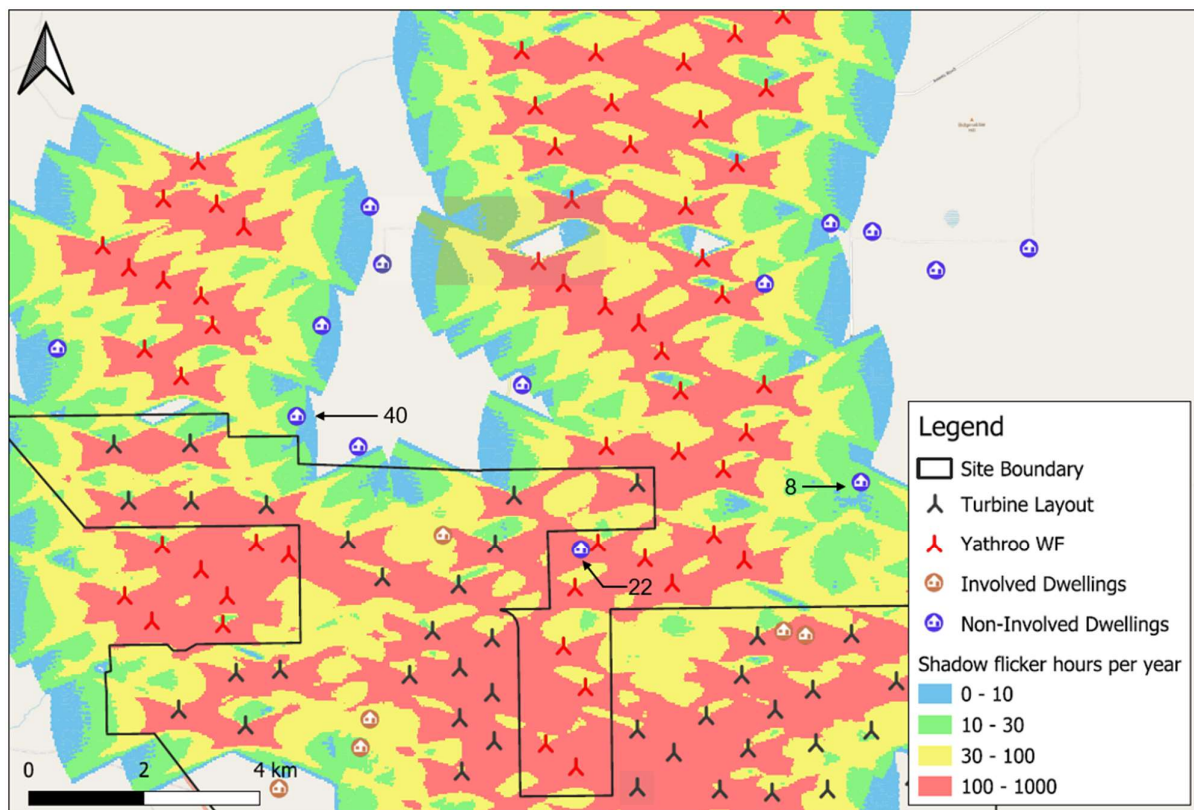 40
8
22
Legend
Site Boundary
Turbine Layout
Yathroo WF
Involved Dwellings
Non-Involved Dwellings
Shadow flicker hours per year
0 - 10
10 - 30
30 - 100
100 - 1000
0
2
4 km